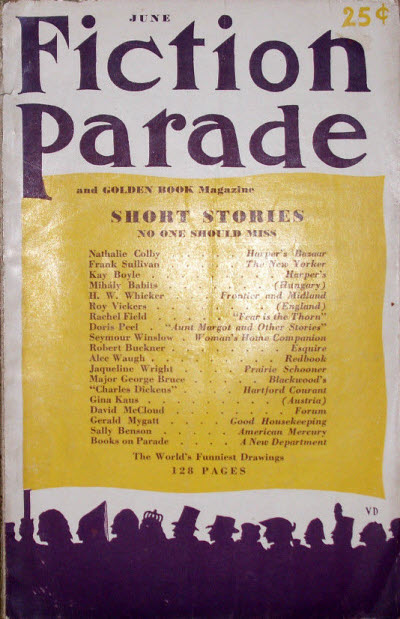 JUNE
25¢
Fiction
Parade
and GOLDEN BOOK Magazine
SHORT STORIES
NO ONE SHOULD MISS
Nathalie Colby . . . . . Harper's Bazaar
Frank Sullivan . . . . . The New Yorker
Kay Boyle . . . . . . . . Harper's
Mihály Babits . . . . . . (Hungary)
H. W. Whicker . . . Frontier and Midland
Roy Vickers . . . . . . . (England)
Rachel Field . . . . "Fear is the Thorn"
Doris Peel . . "Aunt Margot and Other Stories"
Seymour Winslow . Woman's Home Companion
Robert Buckner . . . . . . Esquire
Alec Waugh . . . . . . . . Redbook
Jaqueline Wright . . . Prairie Schooner
Major George Bruce . . . . Blackwood's
"Charles Dickens" . . . Hartford Courant
Gina Kaus . . . . . . . . (Austria)
David McCloud . . . . . . . Forum
Gerald Mygatt . . . . Good Housekeeping
Sally Benson . . . . American Mercury
Books on Parade . . . . A New Department
The World's Funniest Drawings
128 PAGES
VD